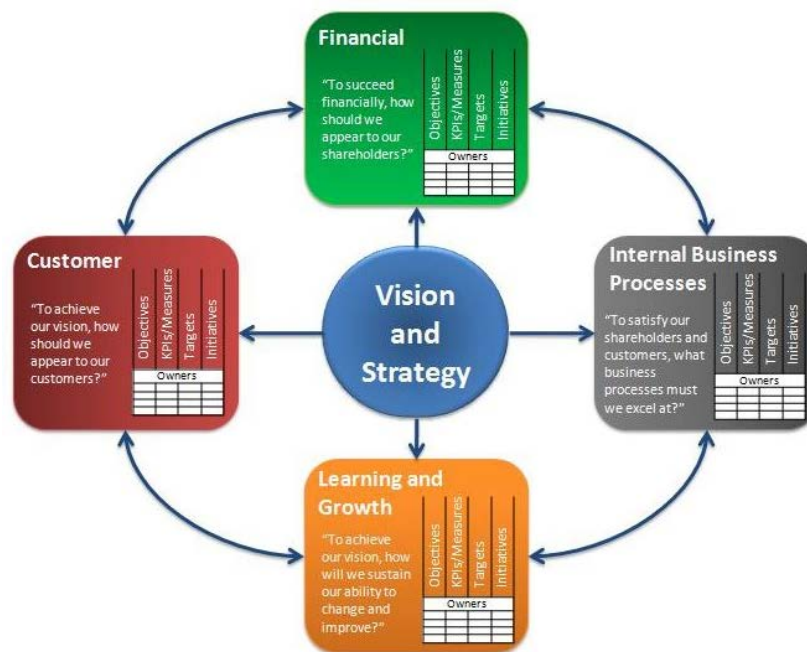 Financial
"To succeed
financially, how
should we
appear to our
shareholders?"
Objectives
KPIs/Measures
Targets
Initiatives
Owners
Customer
"To achieve
our vision, how
should we
appear to our
customers?"
Objectives
KPIs/Measures
Targets
Initiatives
Owners
Vision
and
Strategy
Internal Business
Processes
"To satisfy our
shareholders and
customers, what
business
processes must
we excel at?"
Objectives
KPIs/Measures
Targets
Initiatives
Owners
Learning and
Growth
"To achieve
our vision, how
will we sustain
our ability to
change and
improve?"
Objectives
KPIs/Measures
Targets
Initiatives
Owners